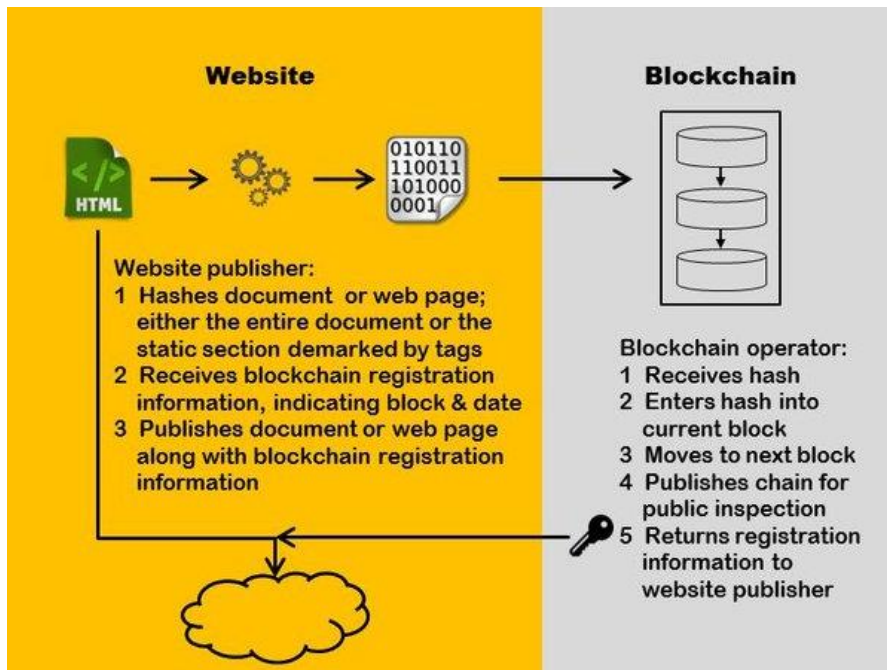 Website
Blockchain
HTML
010110
110011
101000
0001
Website publisher:
1 Hashes document or web page;
either the entire document or the
static section demarked by tags
2 Receives blockchain registration
information, indicating block & date
3 Publishes document or web page
along with blockchain registration
information
Blockchain operator:
1 Receives hash
2 Enters hash into
current block
3 Moves to next block
4 Publishes chain for
public inspection
5 Returns registration
information to
website publisher